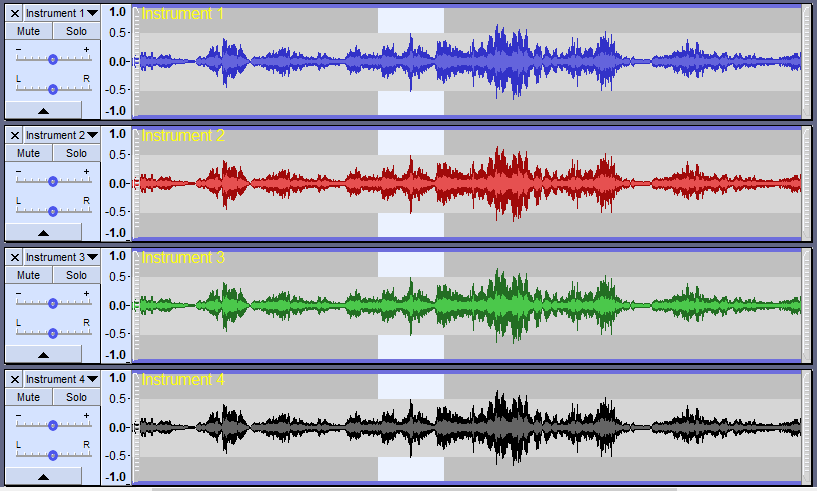 Instrument 1
Mute Solo
- +
L R
1.0
0.5
0.0
-0.5
-1.0
Instrument 1
Instrument 2
Mute Solo
- +
L R
1.0
0.5
0.0
-0.5
-1.0
Instrument 2
Instrument 3
Mute Solo
- +
L R
1.0
0.5
0.0
-0.5
-1.0
Instrument 3
Instrument 4
Mute Solo
- +
L R
1.0
0.5
0.0
-0.5
-1.0
Instrument 4